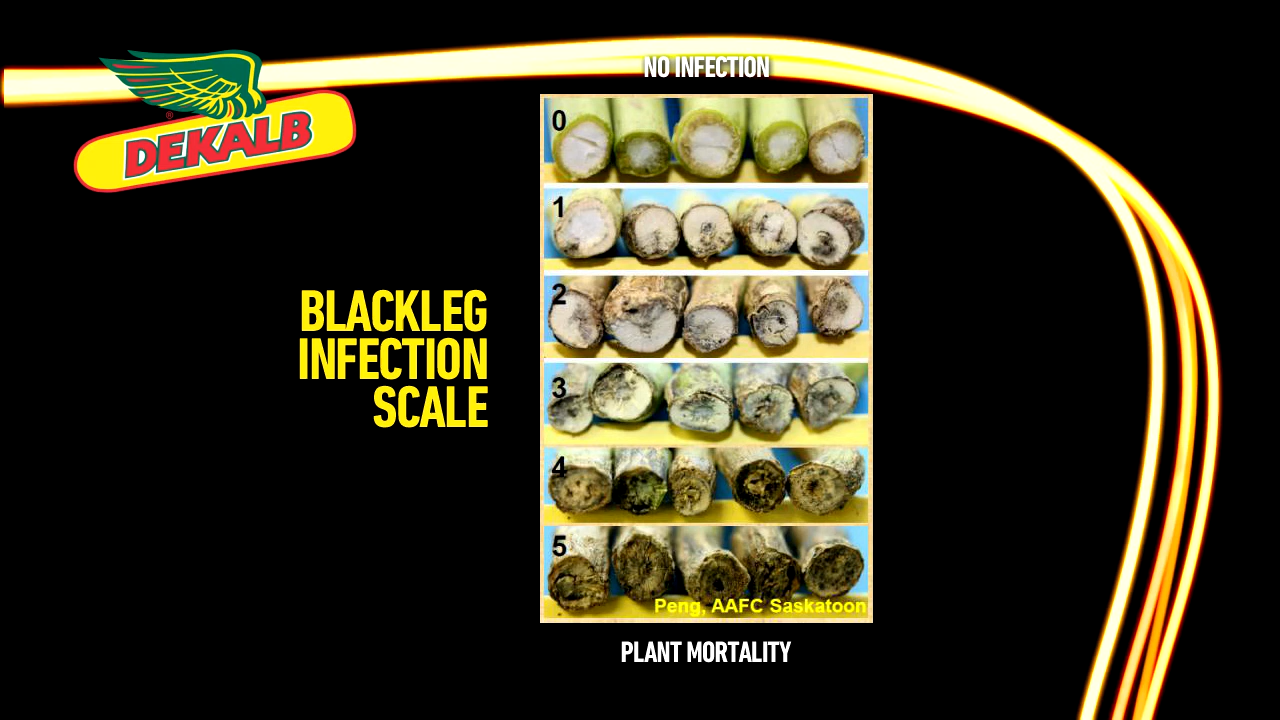 DEKALB
®
BLACKLEG
INFECTION
SCALE
NO INFECTION
0
1
2
3
4
5
Peng, AAFC Saskatoon
PLANT MORTALITY